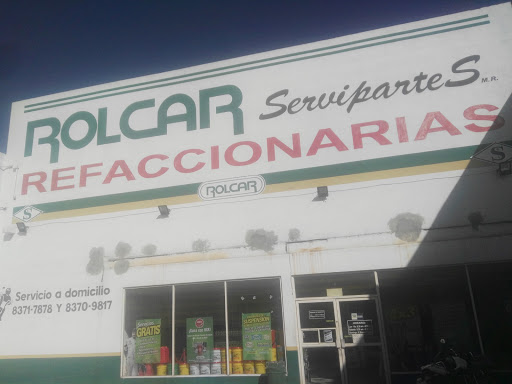 ROLCAR ServiparteS M.R.
REFACCIONARIAS
ROLCAR
S
S
Servicio a domicilio
8371-7878 y 8370-9817
GRATIS